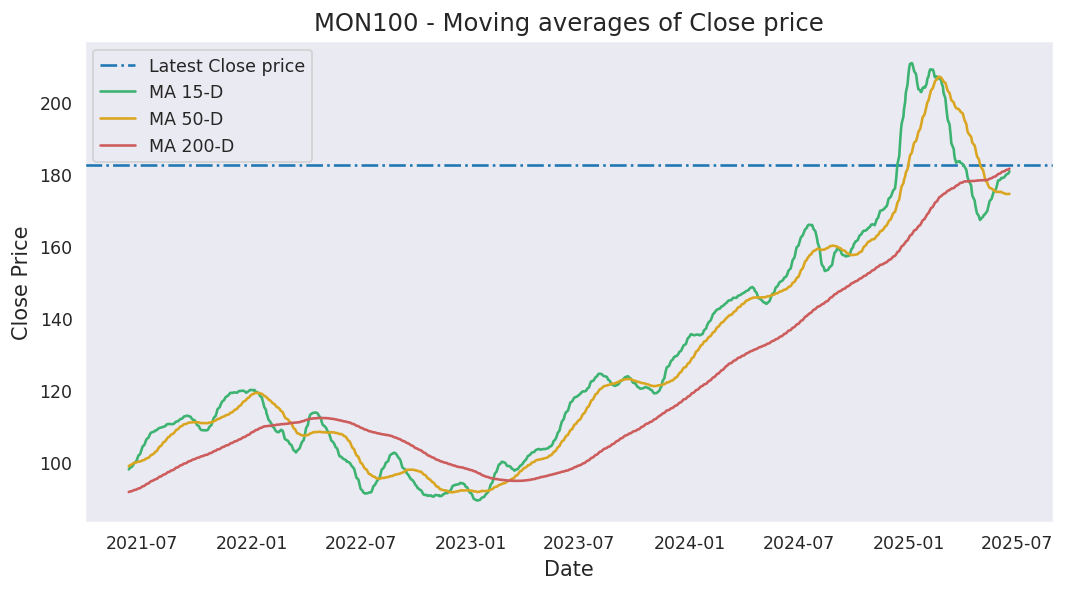 MON100 - Moving averages of Close price
Latest Close price
MA 15-D
MA 50-D
MA 200-D
Close Price
200
180
160
140
120
100
2021-07 2022-01 2022-07 2023-01 2023-07 2024-01 2024-07 2025-01 2025-07
Date